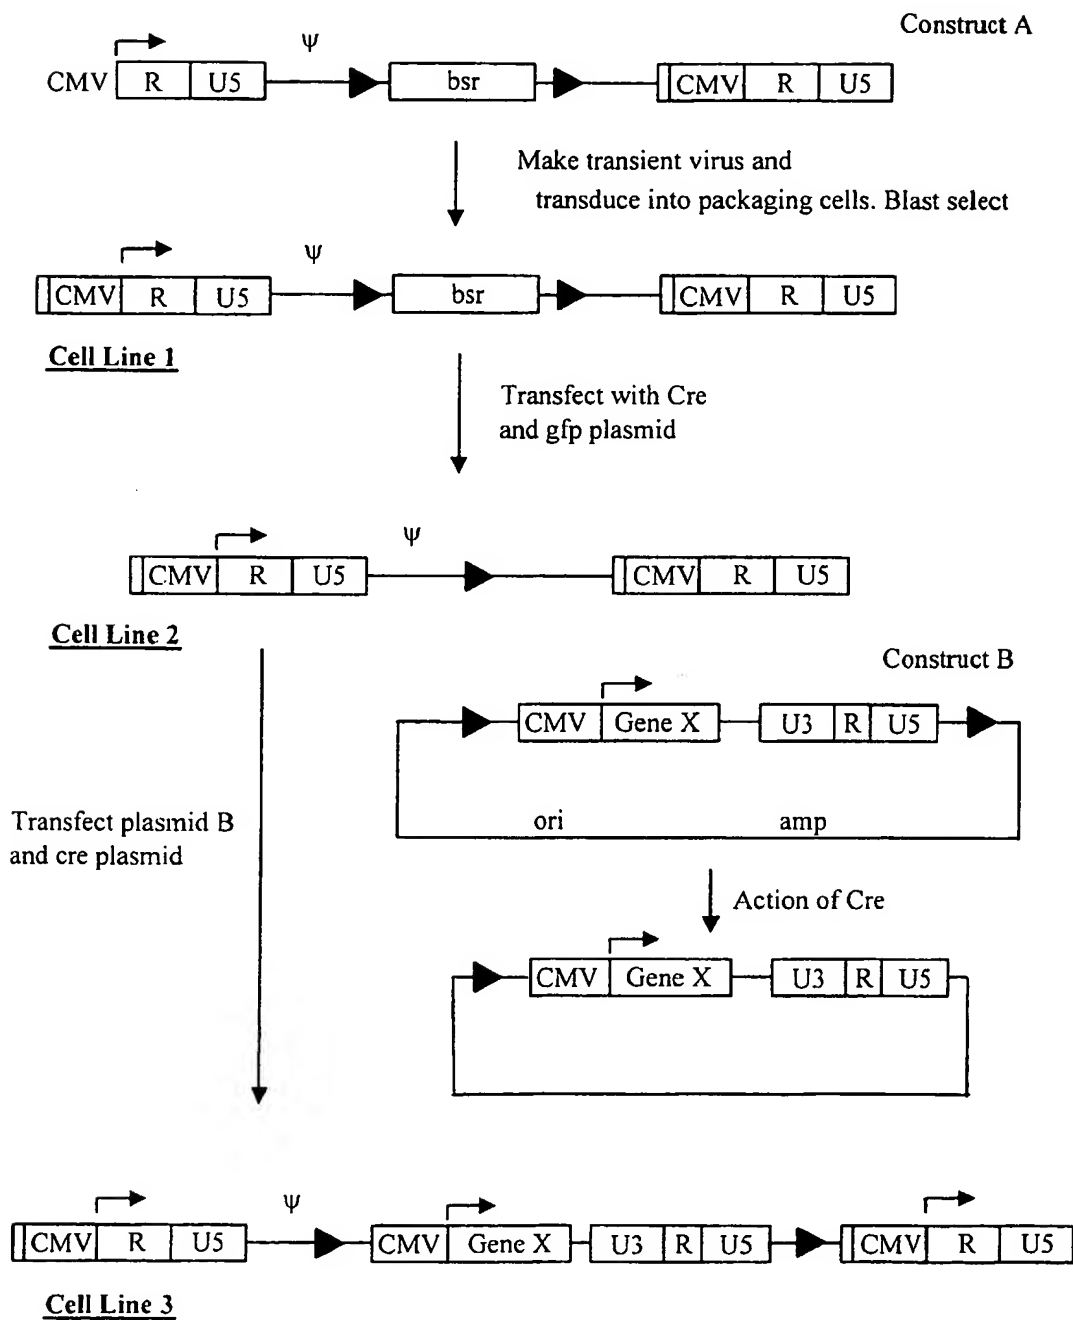 Construct A
ψ
CMV R U5 bsr CMV R U5
Make transient virus and
transduce into packaging cells. Blast select
ψ
CMV R U5 bsr CMV R U5
Cell Line 1
Transfect with Cre
and gfp plasmid
ψ
CMV R U5 CMV R U5
Cell Line 2
Construct B
CMV Gene X U3 R U5
ori amp
Transfect plasmid B
and cre plasmid
Action of Cre
CMV Gene X U3 R U5
ψ
CMV R U5 CMV Gene X U3 R U5 CMV R U5
Cell Line 3